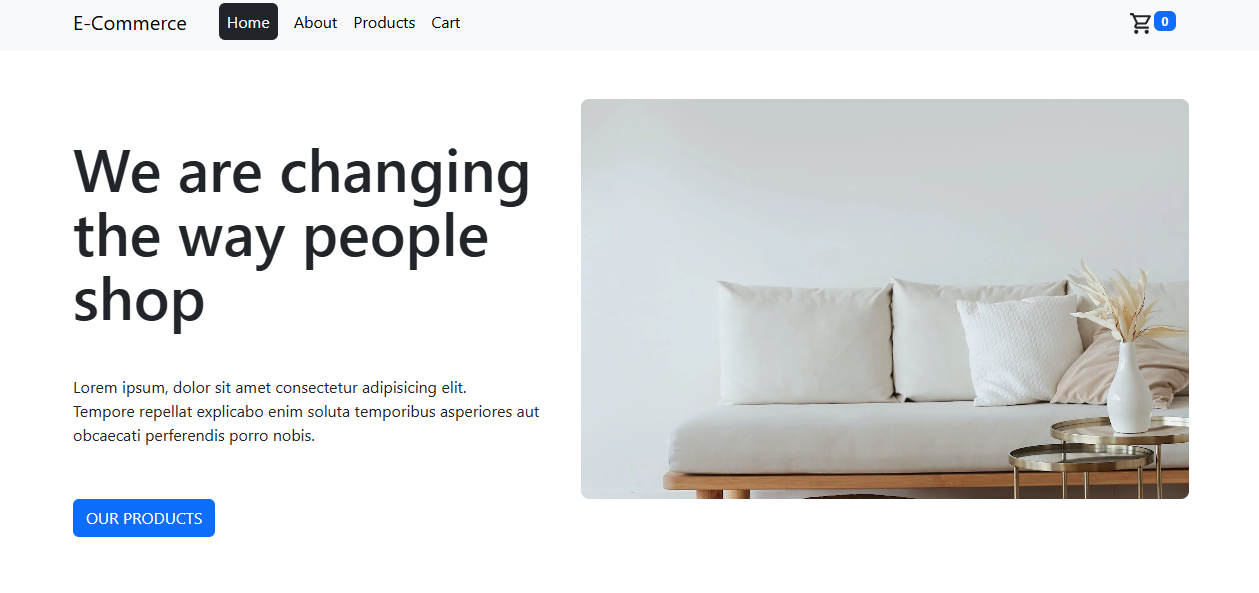 E-Commerce Home About Products Cart 0
We are changing
the way people
shop
Lorem ipsum, dolor sit amet consectetur adipisicing elit.
Tempore repellat explicabo enim soluta temporibus asperiores aut
obcaecati perferendis porro nobis.
OUR PRODUCTS